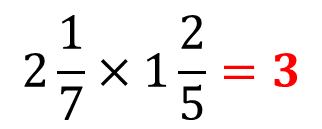 2 1/7 × 1 2/5 = 3